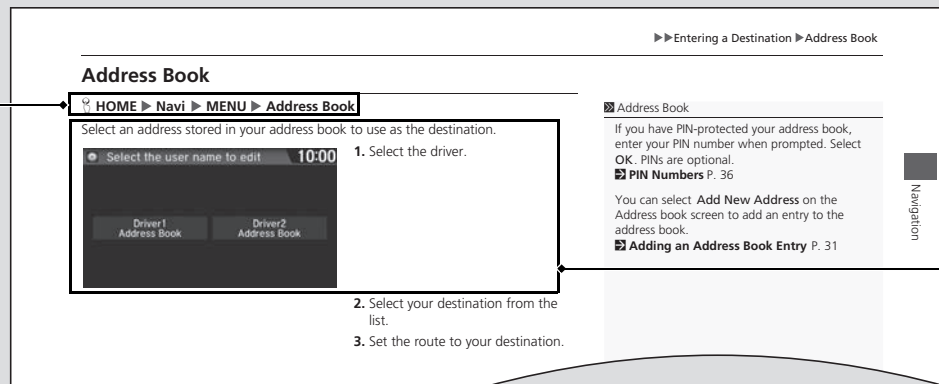 ▶▶Entering a Destination ▶Address Book
Address Book
HOME ▶ Navi ▶ MENU ▶ Address Book
Select an address stored in your address book to use as the destination.
Select the user name to edit 10:00
Driver1
Address Book
Driver2
Address Book
1. Select the driver.
2. Select your destination from the
list.
3. Set the route to your destination.
Address Book
If you have PIN-protected your address book,
enter your PIN number when prompted. Select
OK. PINs are optional.
PIN Numbers P. 36
You can select Add New Address on the
Address book screen to add an entry to the
address book.
Adding an Address Book Entry P. 31
Navigation